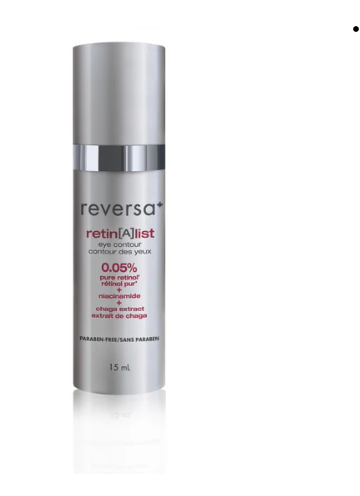 reversa+
retin[A]list
eye contour
contour des yeux
0.05%
pure retinol*
rétinol pur*
+
niacinamide
+
chaga extract
extrait de chaga
PARABEN-FREE/SANS PARABEN
15 mL